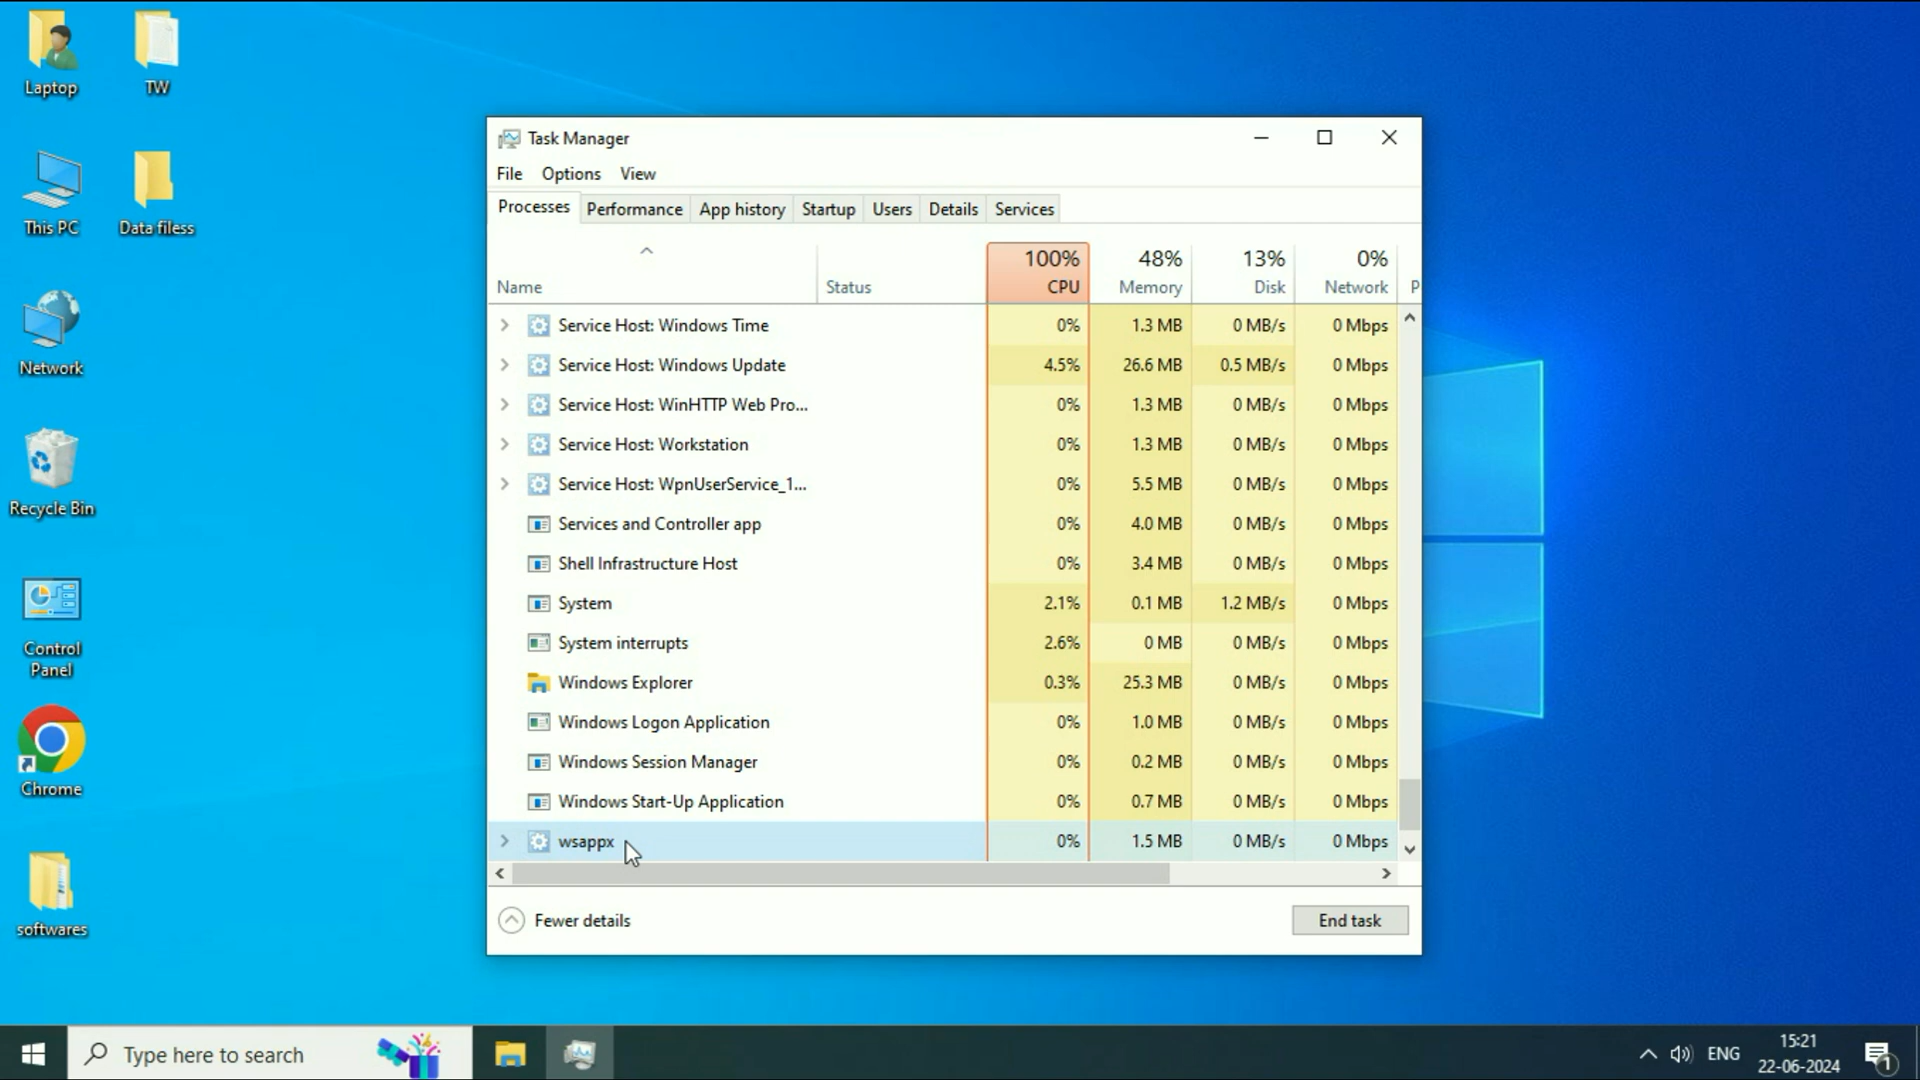 Laptop
TW
This PC
Data filess
Network
Recycle Bin
Control
Panel
Chrome
softwares
Task Manager
File Options View
Processes Performance App history Startup Users Details Services
100% 48% 13% 0%
Name Status CPU Memory Disk Network P
Service Host: Windows Time 0% 1.3 MB 0 MB/s 0 Mbps
Service Host: Windows Update 4.5% 26.6 MB 0.5 MB/s 0 Mbps
Service Host: WinHTTP Web Pro... 0% 1.3 MB 0 MB/s 0 Mbps
Service Host: Workstation 0% 1.3 MB 0 MB/s 0 Mbps
Service Host: WpnUserService_1... 0% 5.5 MB 0 MB/s 0 Mbps
Services and Controller app 0% 4.0 MB 0 MB/s 0 Mbps
Shell Infrastructure Host 0% 3.4 MB 0 MB/s 0 Mbps
System 2.1% 0.1 MB 1.2 MB/s 0 Mbps
System interrupts 2.6% 0 MB 0 MB/s 0 Mbps
Windows Explorer 0.3% 25.3 MB 0 MB/s 0 Mbps
Windows Logon Application 0% 1.0 MB 0 MB/s 0 Mbps
Windows Session Manager 0% 0.2 MB 0 MB/s 0 Mbps
Windows Start-Up Application 0% 0.7 MB 0 MB/s 0 Mbps
wsappx 0% 1.5 MB 0 MB/s 0 Mbps
Fewer details End task
Type here to search
ENG
15:21
22-06-2024
1